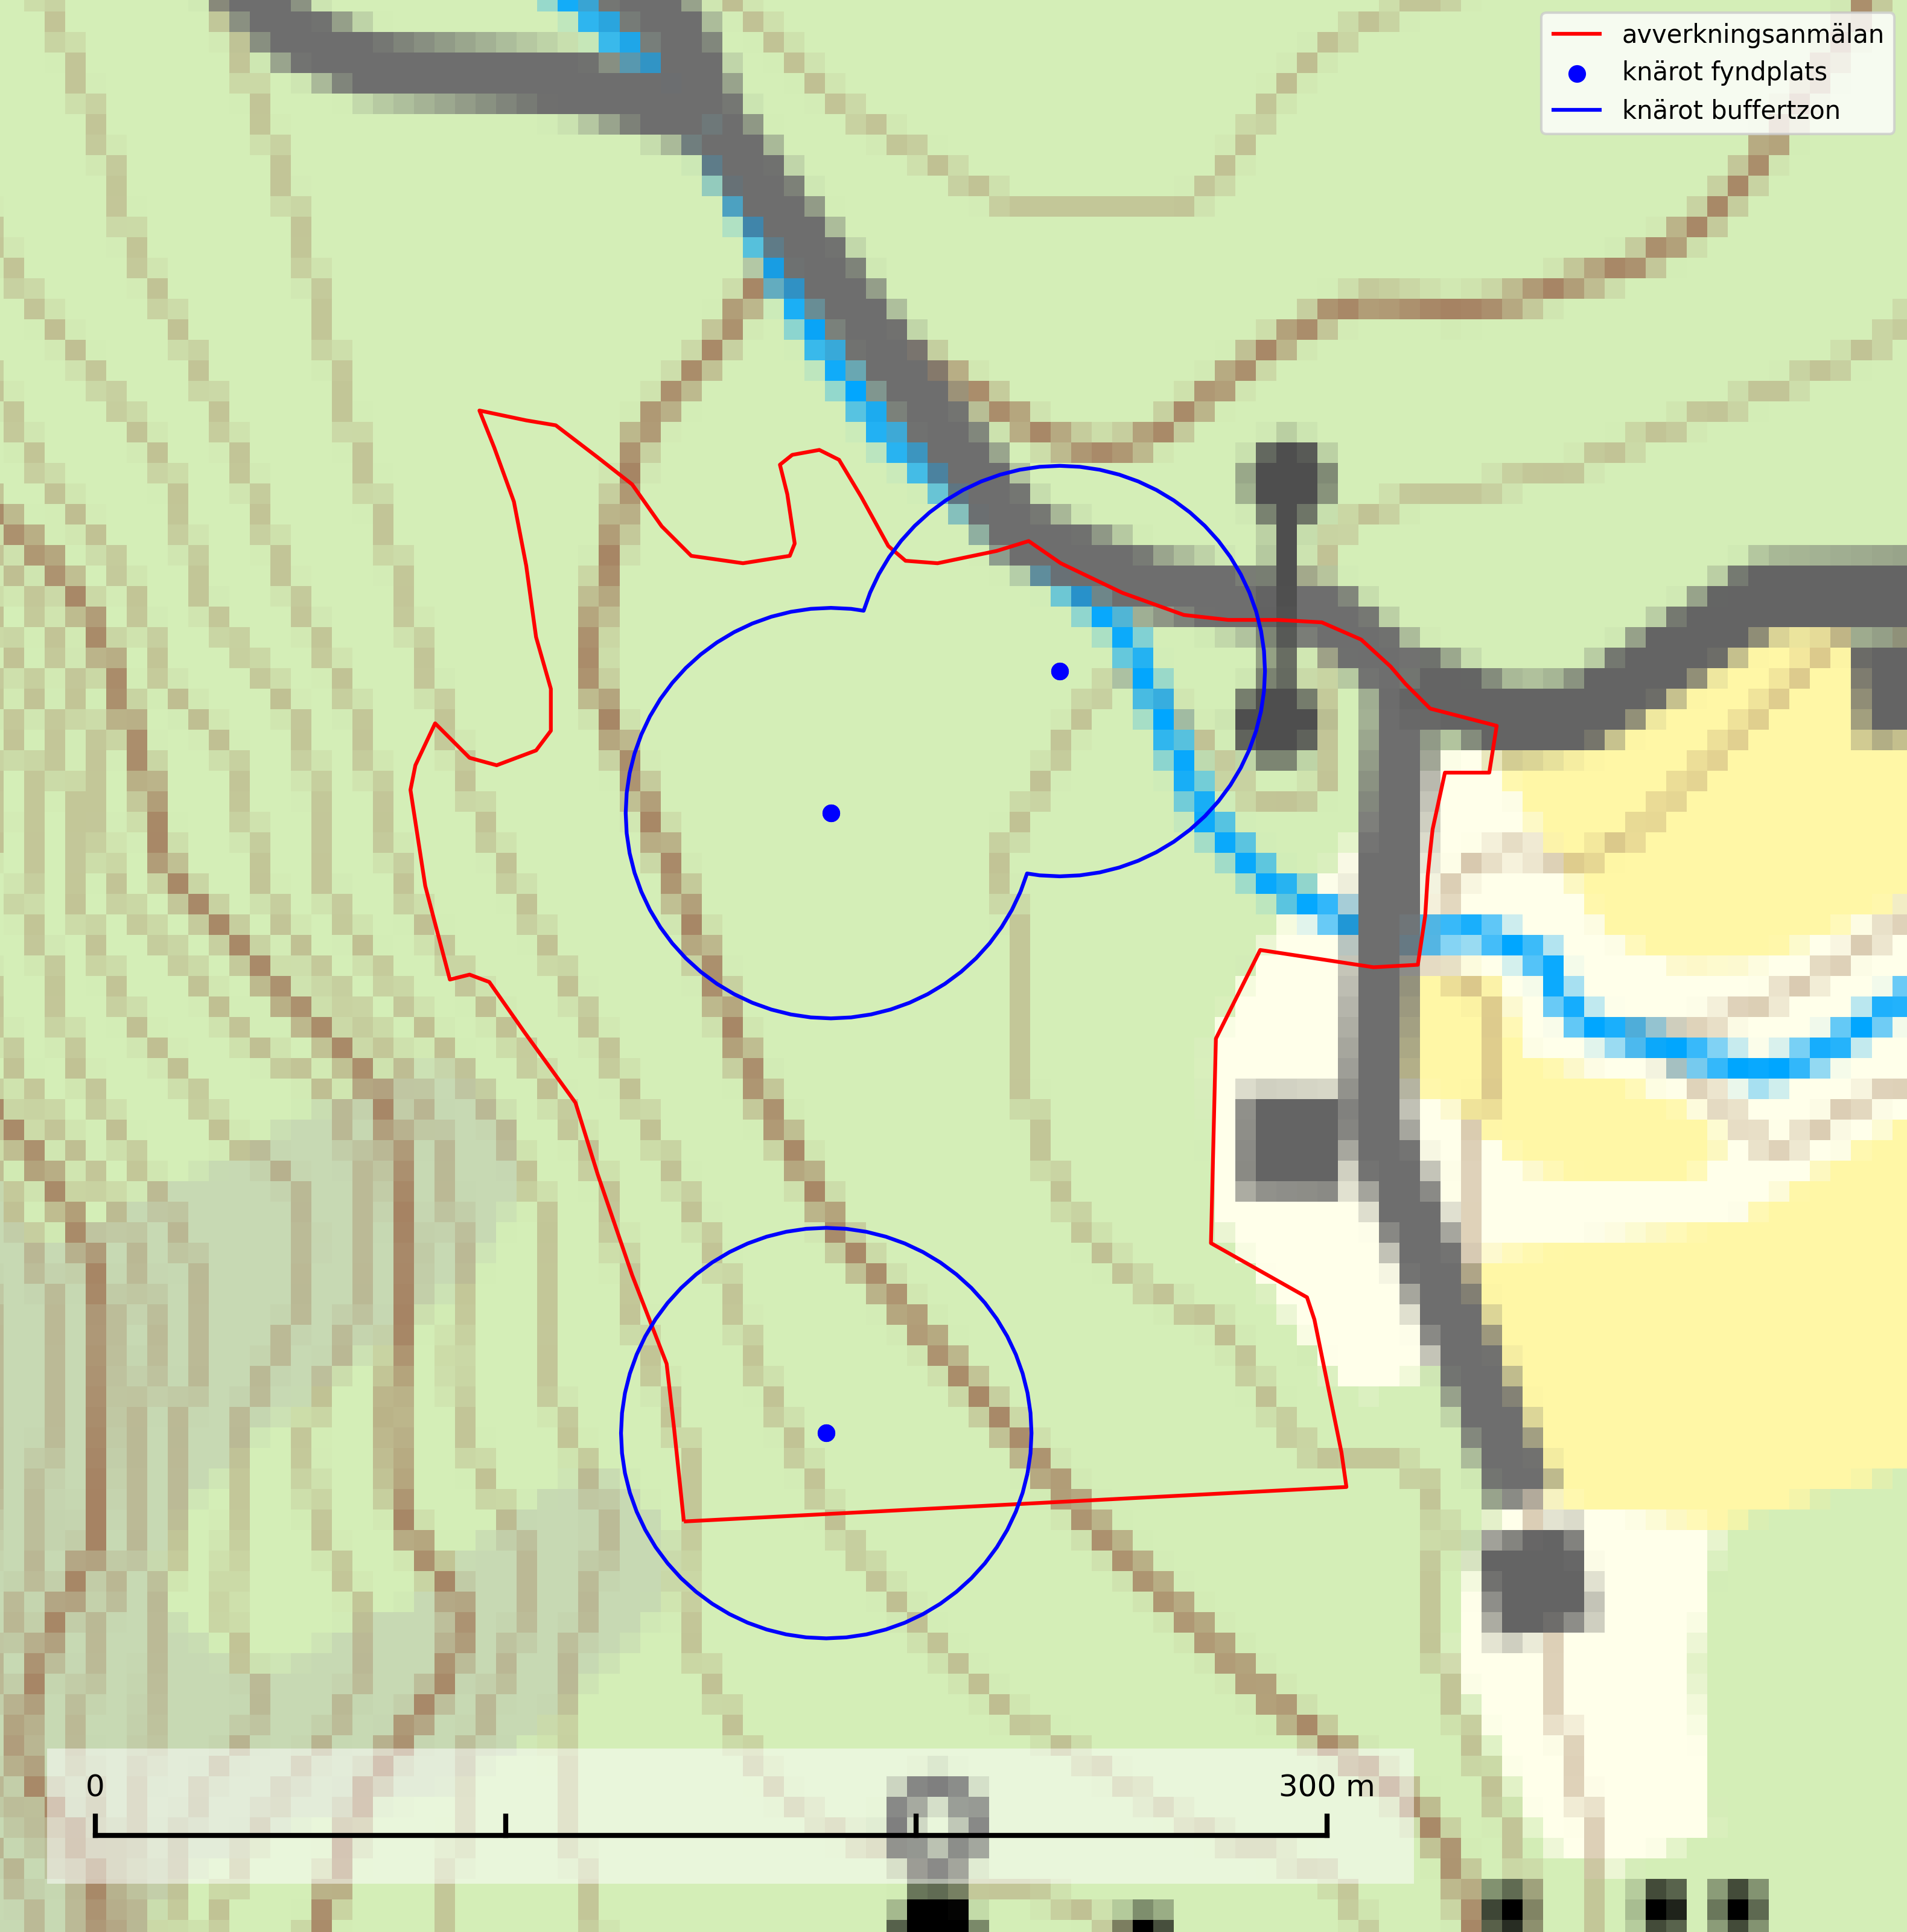 avverkningsanmälan
knärot fyndplats
knärot buffertzon
0
300 m